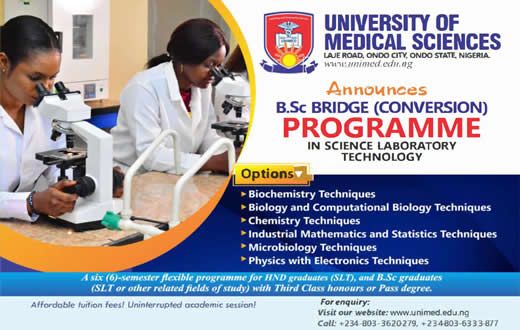 UNIVERSITY OF
MEDICAL SCIENCES
LAJE ROAD, ONDO CITY, ONDO STATE, NIGERIA.
www.unimed.edu.ng
Announces
B.Sc BRIDGE (CONVERSION)
PROGRAMME
IN SCIENCE LABORATORY
TECHNOLOGY
Options
Biochemistry Techniques
Biology and Computational Biology Techniques
Chemistry Techniques
Industrial Mathematics and Statistics Techniques
Microbiology Techniques
Physics with Electronics Techniques
A six (6)-semester flexible programme for HND graduates (SLT), and B.Sc graduates
(SLT or other related fields of study) with Third Class honours or Pass degree.
Affordable tuition fees! Uninterrupted academic session!
For enquiry:
Visit our website: www.unimed.edu.ng
Call: +234-803-3620279, +234-803-6333-877